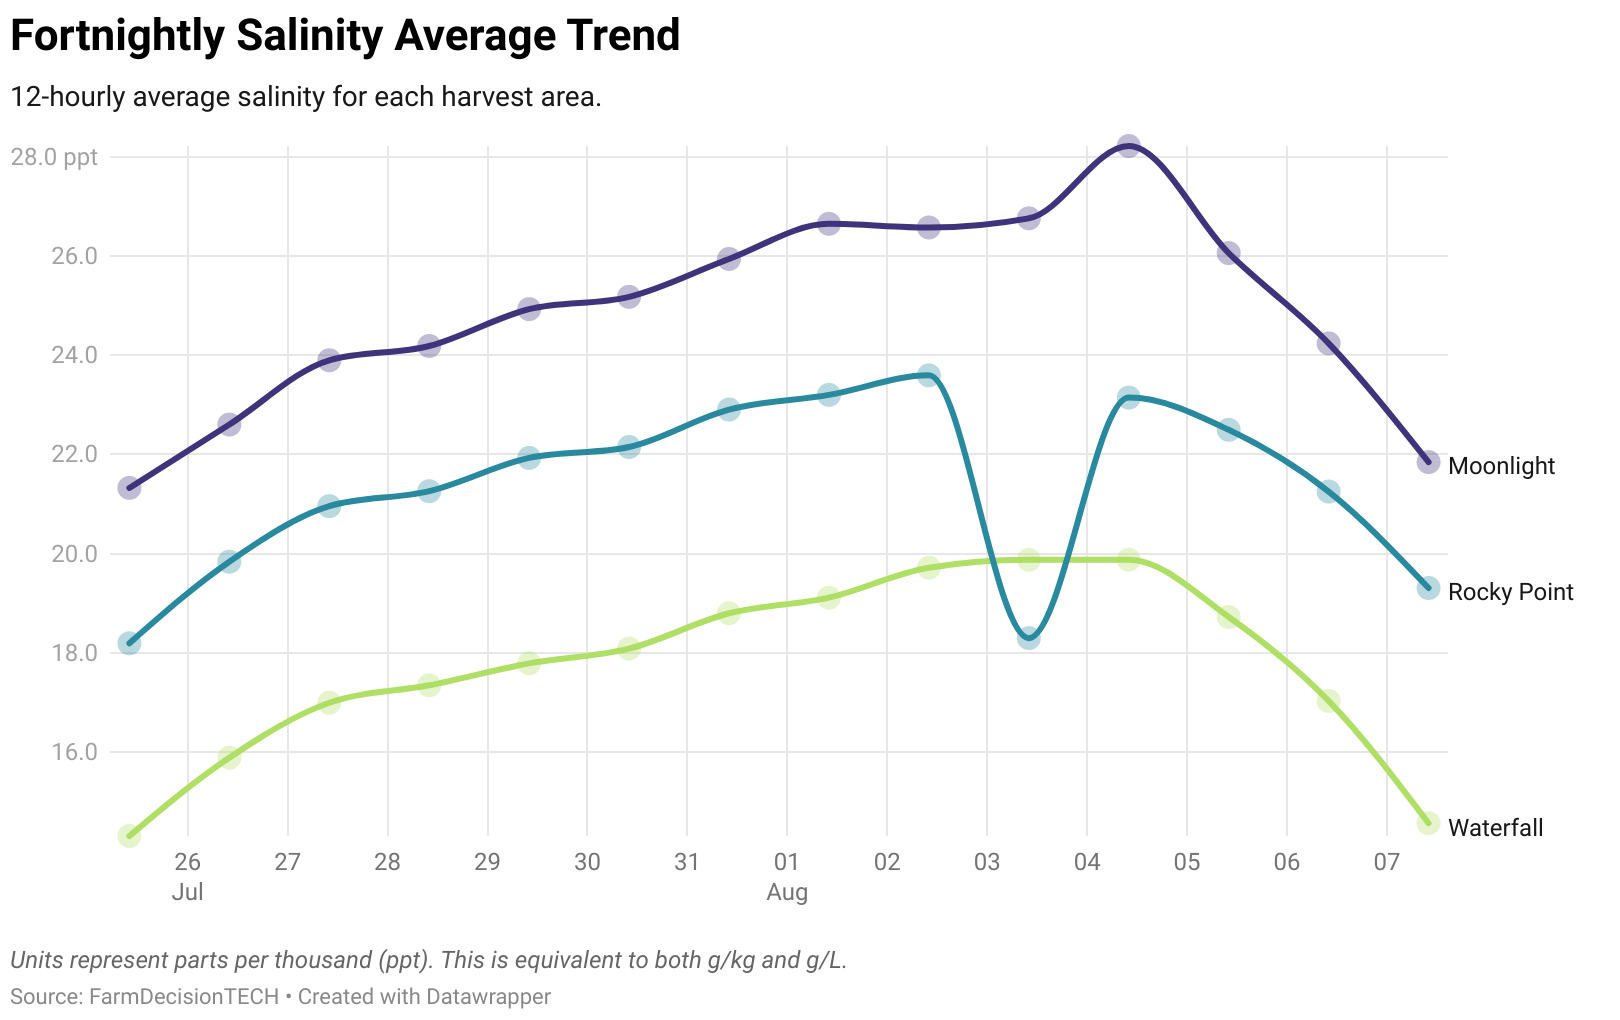 Fortnightly Salinity Average Trend
12-hourly average salinity for each harvest area.
28.0 ppt
26.0
24.0
22.0
20.0
18.0
16.0
Moonlight
Rocky Point
Waterfall
26 27 28 29 30 31 01 02 03 04 05 06 07
Jul Aug
Units represent parts per thousand (ppt). This is equivalent to both g/kg and g/L.
Source: FarmDecisionTECH • Created with Datawrapper